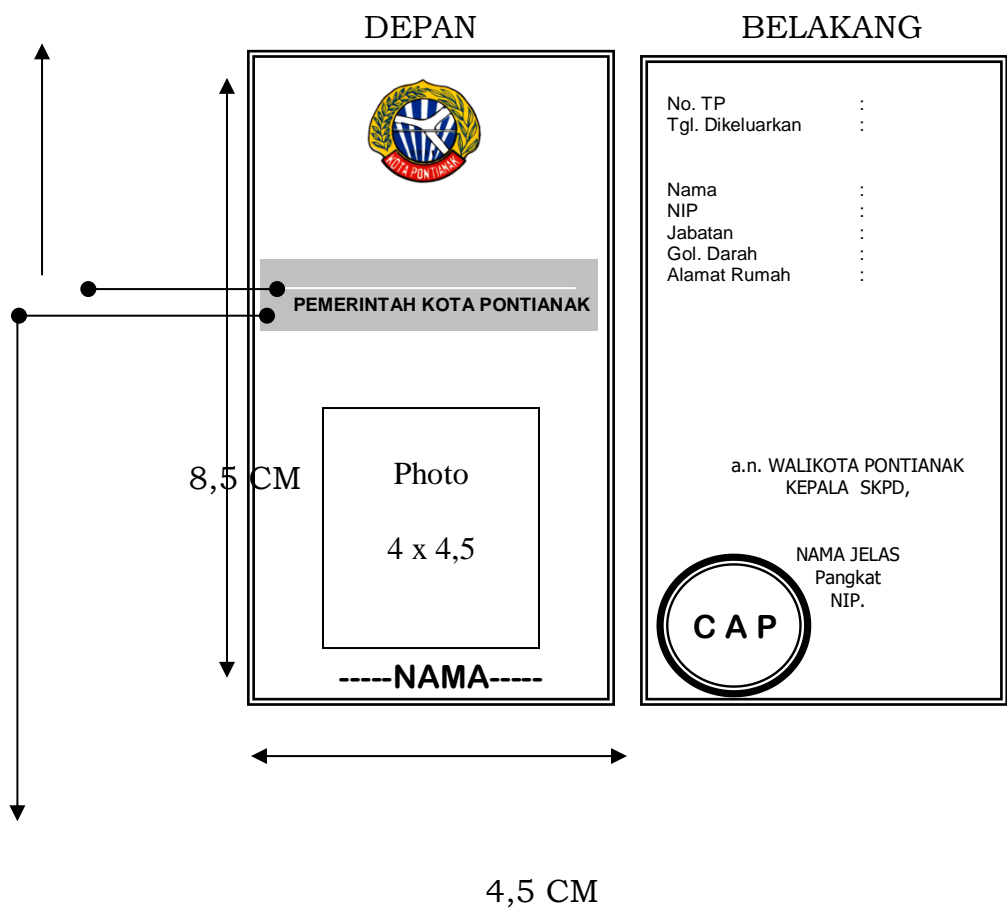 DEPAN
BELAKANG
KOTA PONTIANAK
PEMERINTAH KOTA PONTIANAK
8,5 CM
Photo
4 x 4,5
-----NAMA-----
4,5 CM
No. TP :
Tgl. Dikeluarkan :
Nama :
NIP :
Jabatan :
Gol. Darah :
Alamat Rumah :
a.n. WALIKOTA PONTIANAK
KEPALA SKPD,
NAMA JELAS
Pangkat
NIP.
C A P